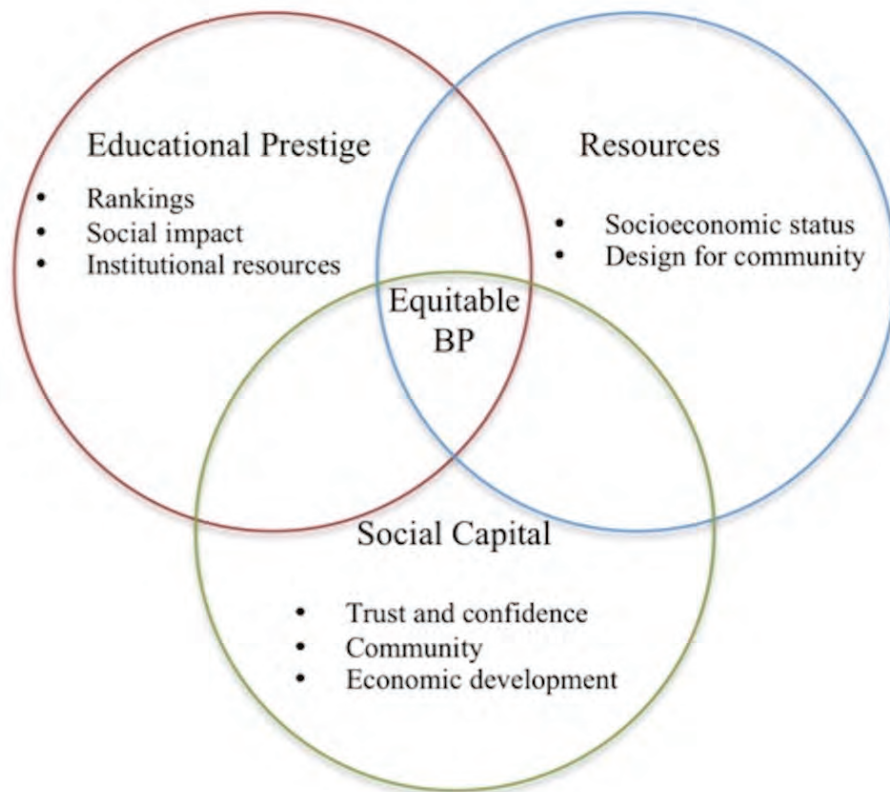 Educational Prestige
• Rankings
• Social impact
• Institutional resources
Resources
• Socioeconomic status
• Design for community
Equitable
BP
Social Capital
• Trust and confidence
• Community
• Economic development